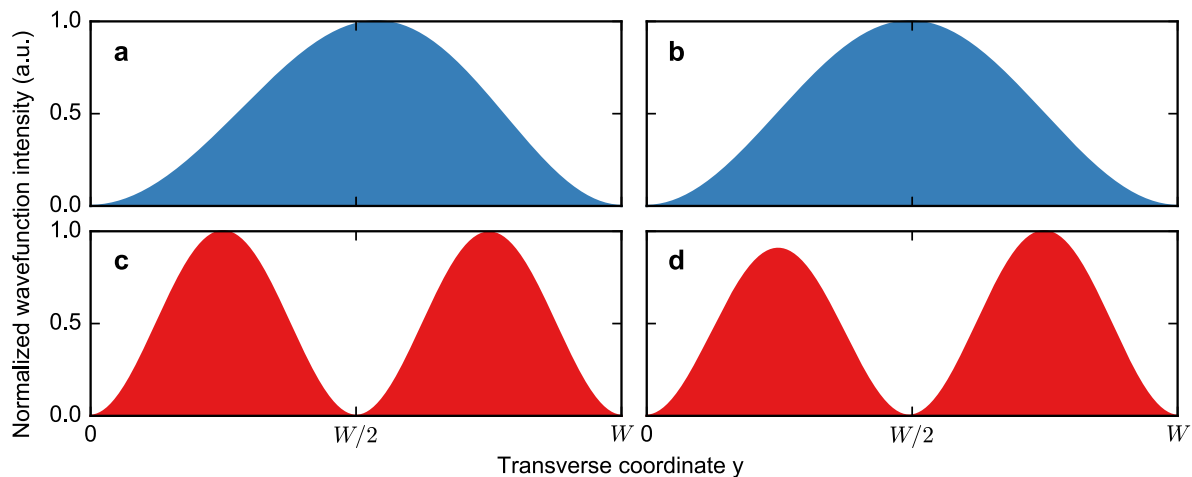 Normalized wavefunction intensity (a.u.)
1.0
0.5
0.0
a
b
1.0
0.5
0.0
c
d
0
W/2
W
0
W/2
W
Transverse coordinate y